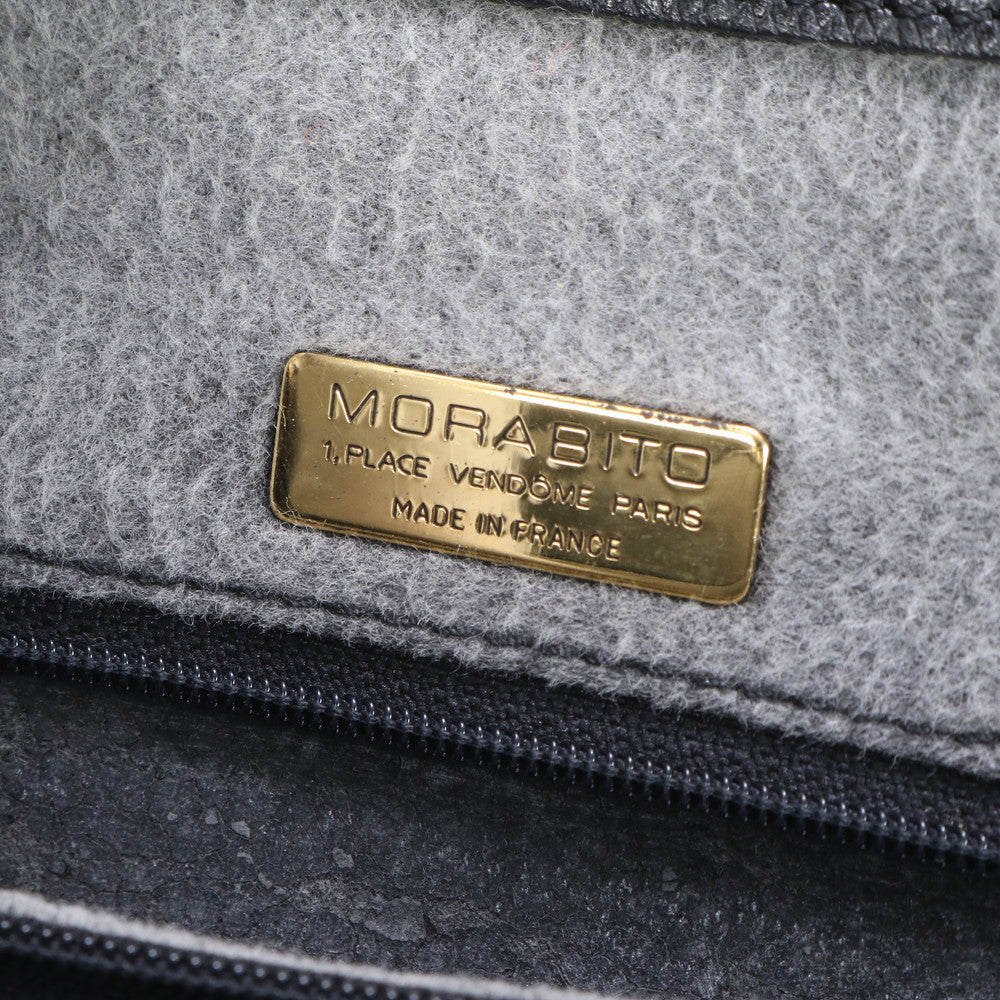 MORABITO
1, PLACE VENDÔME PARIS
MADE IN FRANCE